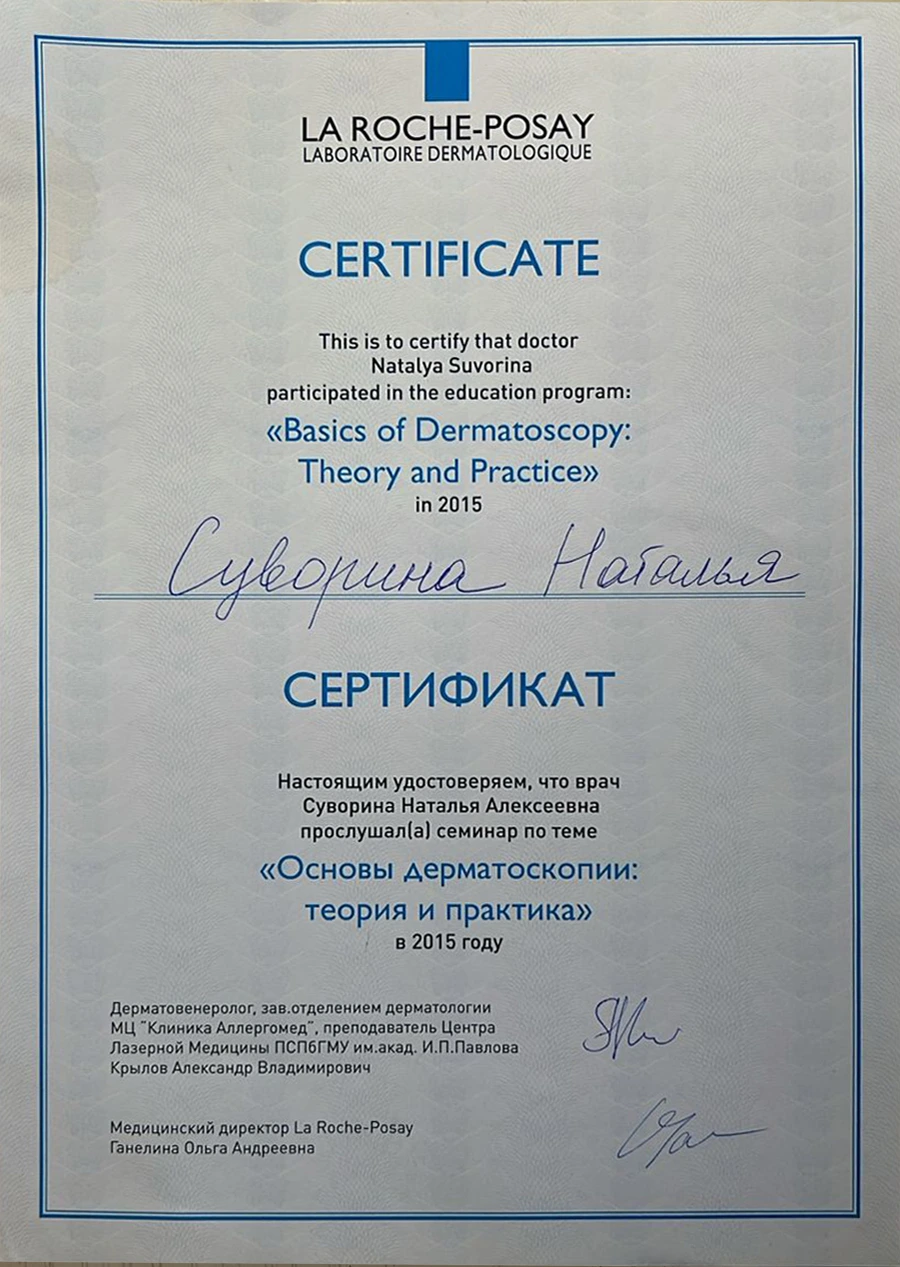 LA ROCHE-POSAY
LABORATOIRE DERMATOLOGIQUE
CERTIFICATE
This is to certify that doctor
Natalya Suvorina
participated in the education program:
«Basics of Dermatoscopy:
Theory and Practice»
in 2015
Суворина Наталья
СЕРТИФИКАТ
Настоящим удостоверяем, что врач
Суворина Наталья Алексеевна
прослушал(а) семинар по теме
«Основы дерматоскопии:
теория и практика»
в 2015 году
Дерматовенеролог, зав.отделением дерматологии
МЦ "Клиника Аллергомед", преподаватель Центра
Лазерной Медицины ПСПбГМУ им.акад. И.П.Павлова
Крылов Александр Владимирович
Медицинский директор La Roche-Posay
Ганелина Ольга Андреевна